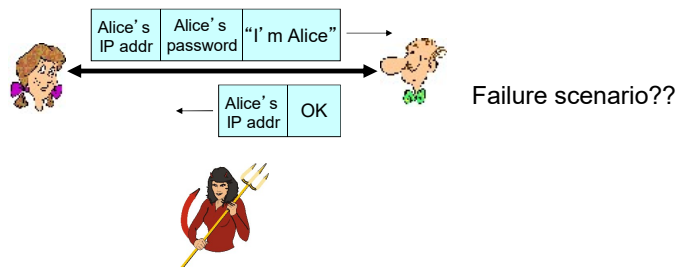 Alice’s IP addr
Alice’s password
“I’m Alice”
Alice’s IP addr
OK
Failure scenario??